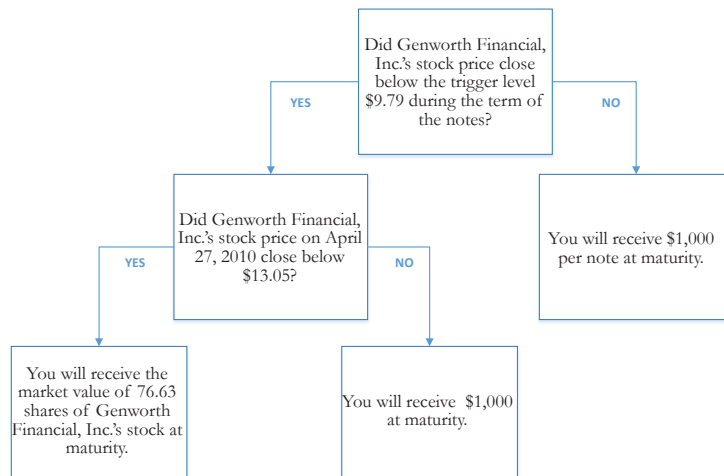 Did Genworth Financial,
Inc.'s stock price close
below the trigger level
$9.79 during the term of
the notes?
YES
NO
Did Genworth Financial,
Inc.'s stock price on April
27, 2010 close below
$13.05?
You will receive $1,000
per note at maturity.
YES
NO
You will receive the
market value of 76.63
shares of Genworth
Financial, Inc.'s stock at
maturity.
You will receive $1,000
at maturity.